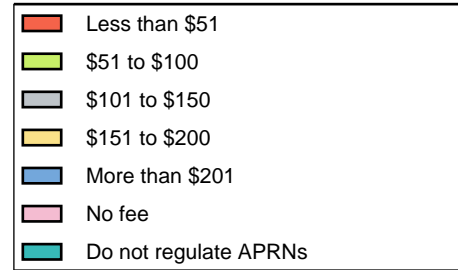 Less than $51
$51 to $100
$101 to $150
$151 to $200
More than $201
No fee
Do not regulate APRNs